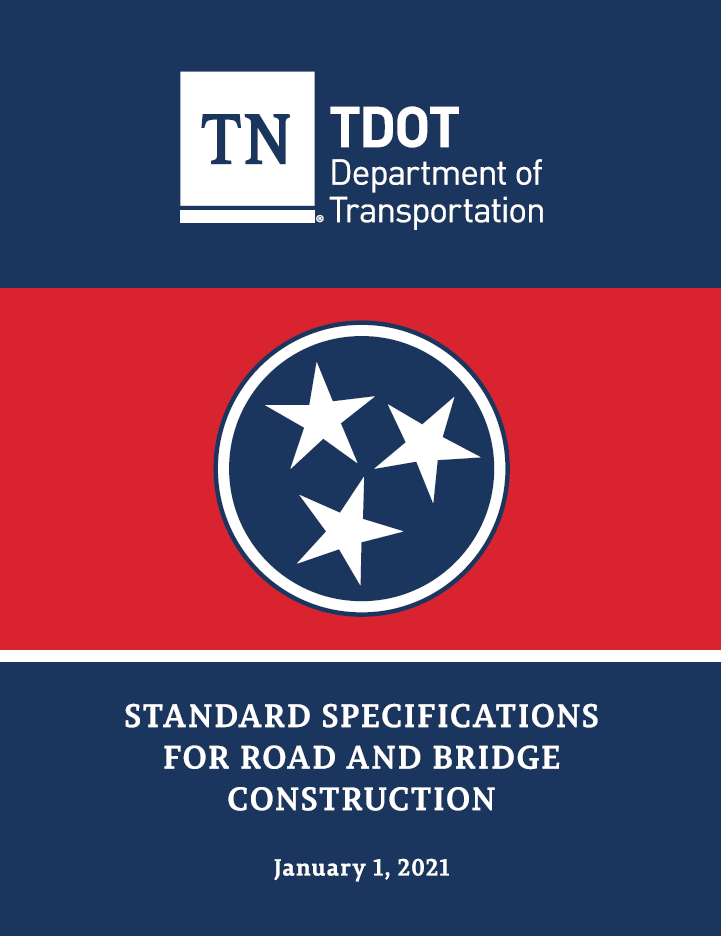 TN
TDOT
Department of
®Transportation
STANDARD SPECIFICATIONS
FOR ROAD AND BRIDGE
CONSTRUCTION
January 1, 2021